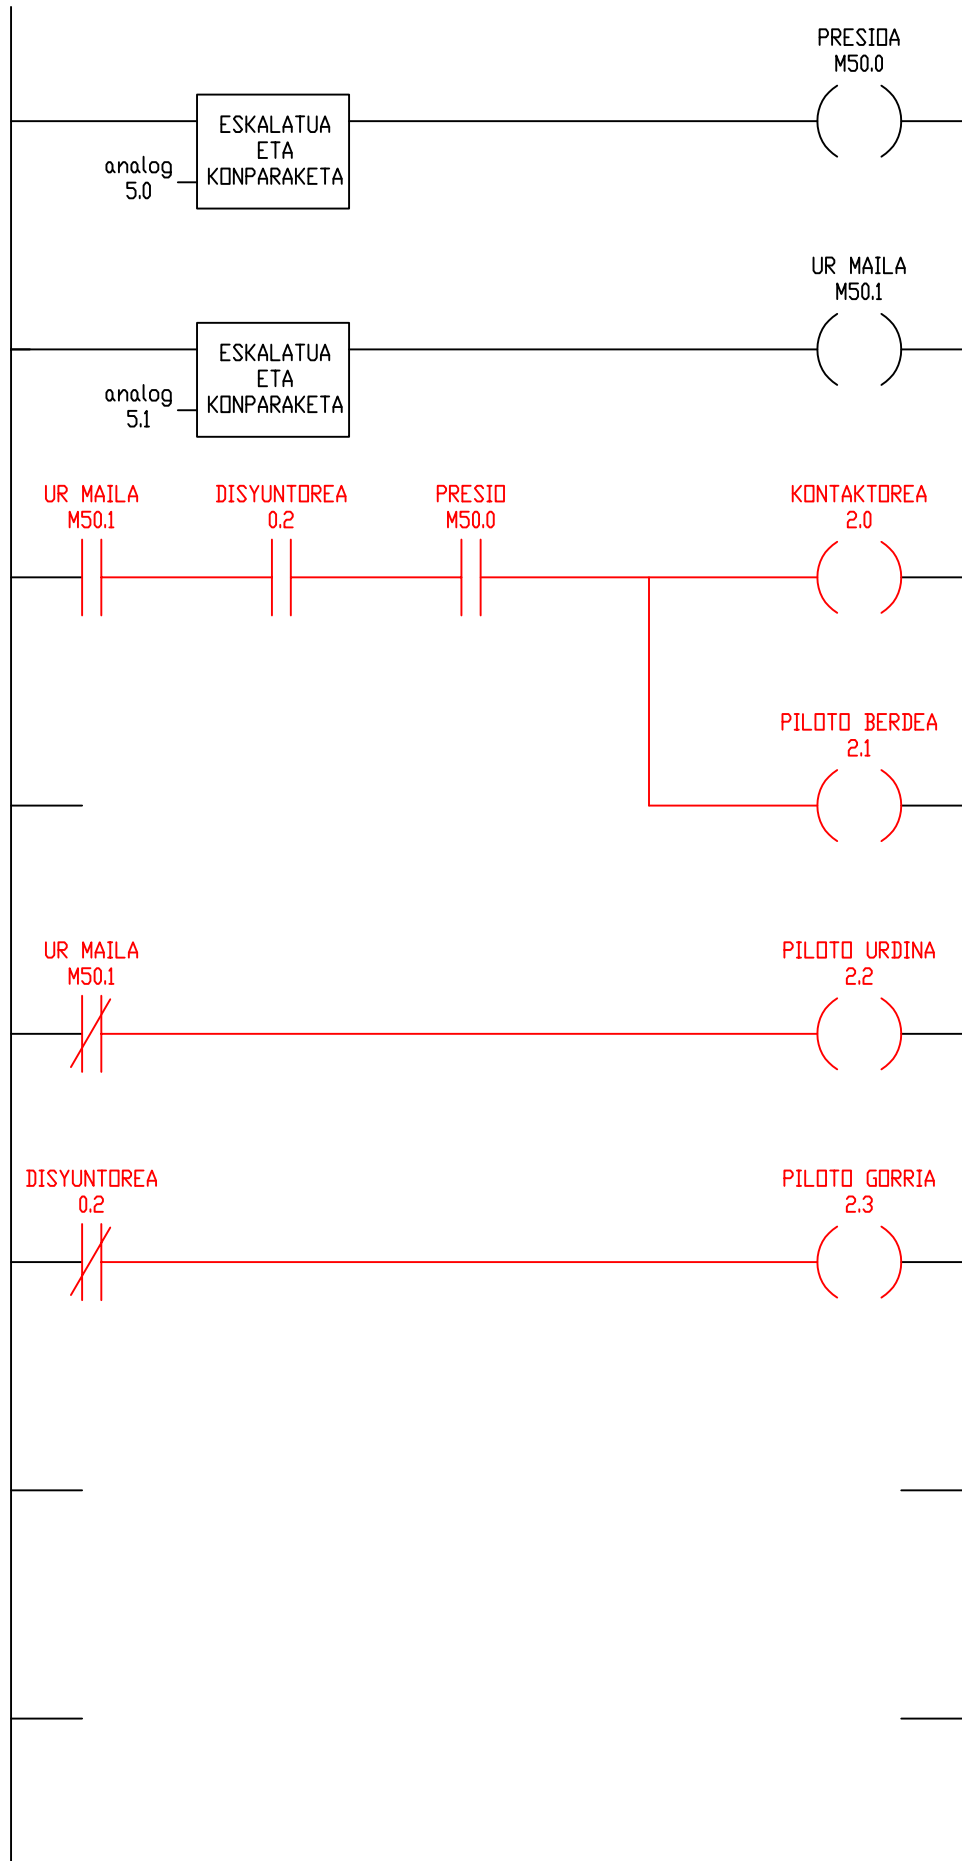 PRESIOA
M50.0
ESKALATUA
ETA
KONPARAKETA
analog
5.0
UR MAILA
M50.1
ESKALATUA
ETA
KONPARAKETA
analog
5.1
UR MAILA
M50.1
DISYUNTOREA
0.2
PRESIO
M50.0
KONTAKTOREA
2.0
PILOTO BERDEA
2.1
UR MAILA
M50.1
PILOTO URDINA
2.2
DISYUNTOREA
0.2
PILOTO GORRIA
2.3